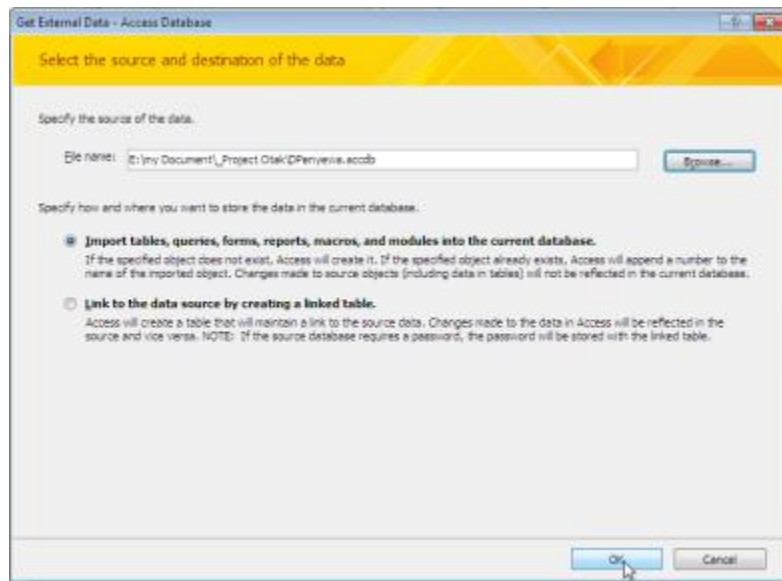 Get External Data - Access Database
Select the source and destination of the data
Specify the source of the data.
File name: E:\my Document\_Project Otak\DPenyewa.accdb
Browse...
Specify how and where you want to store the data in the current database.
Import tables, queries, forms, reports, macros, and modules into the current database.
If the specified object does not exist, Access will create it. If the specified object already exists, Access will append a number to the
name of the imported object. Changes made to source objects (including data in tables) will not be reflected in the current database.
Link to the data source by creating a linked table.
Access will create a table that will maintain a link to the source data. Changes made to the data in Access will be reflected in the
source and vice versa. NOTE: If the source database requires a password, the password will be stored with the linked table.
OK
Cancel